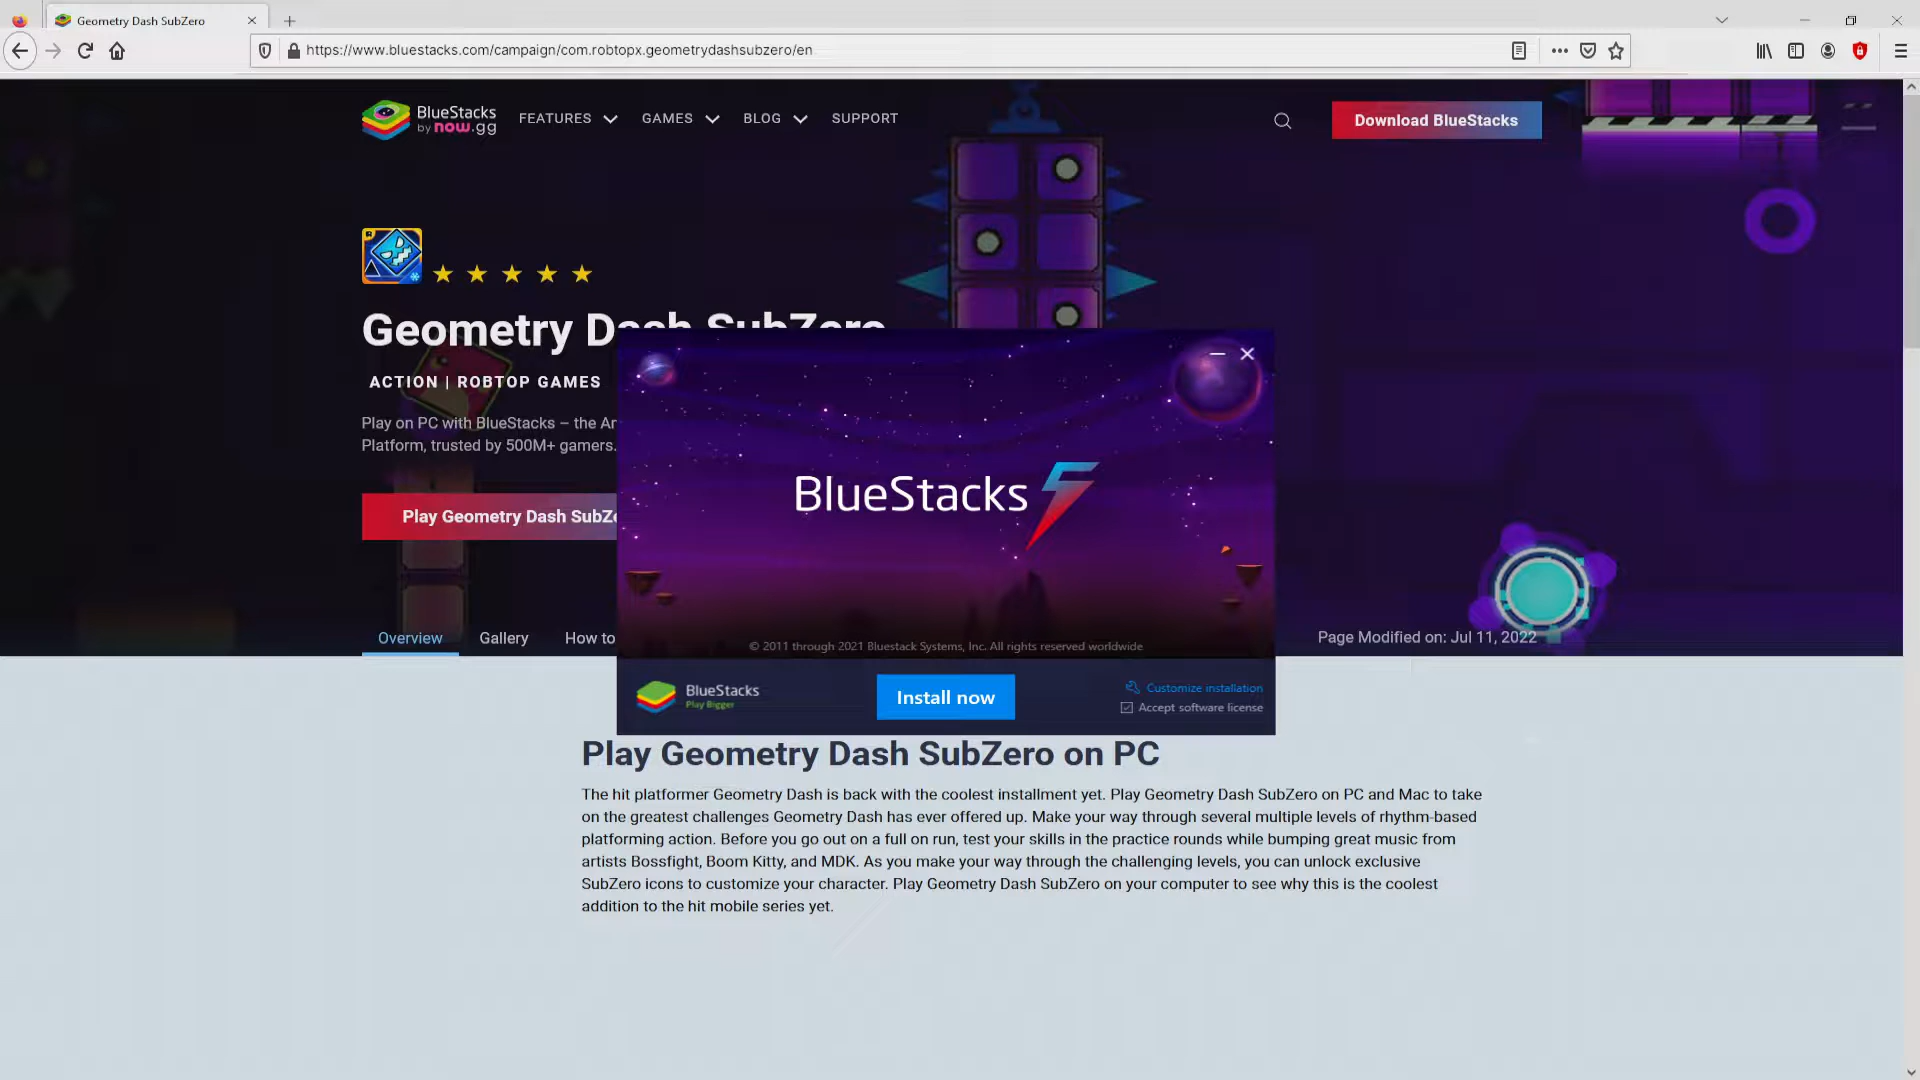 Geometry Dash SubZero
https://www.bluestacks.com/campaign/com.robtopx.geometrydashsubzero/en
BlueStacks
by now.gg
FEATURES
GAMES
BLOG
SUPPORT
Download BlueStacks
Geometry Dash SubZero
ACTION | ROBTOP GAMES
Play on PC with BlueStacks – the
Platform, trusted by 500M+ gamers.
Play Geometry Dash
BlueStacks
© 2011 through 2021 Bluestack Systems, Inc. All rights reserved worldwide
Overview
Gallery
How to
Page Modified on: Jul 11, 2022
BlueStacks
Play Bigger
Install now
Customize installation
Accept software license
Play Geometry Dash SubZero on PC
The hit platformer Geometry Dash is back with the coolest installment yet. Play Geometry Dash SubZero on PC and Mac to take
on the greatest challenges Geometry Dash has ever offered up. Make your way through several multiple levels of rhythm-based
platforming action. Before you go out on a full on run, test your skills in the practice rounds while bumping great music from
artists Bossfight, Boom Kitty, and MDK. As you make your way through the challenging levels, you can unlock exclusive
SubZero icons to customize your character. Play Geometry Dash SubZero on your computer to see why this is the coolest
addition to the hit mobile series yet.